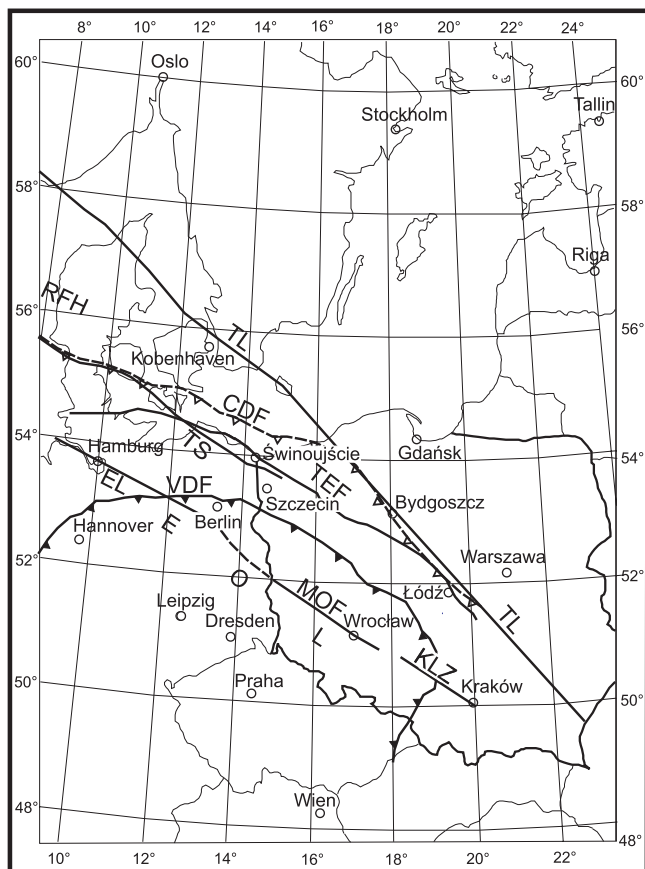 8° 10° 12° 14° 16° 18° 20° 22° 24°
Oslo
60° 60°
Tallin
Stockholm
58° 58°
Riga
RFH
56° 56°
TL
Kobenhaven
CDF
54° Hamburg TS Świnoujście Gdańsk 54°
TEF
EL VDF Szczecin Bydgoszcz
Hannover E Berlin
52° Warszawa 52°
Łódź
MOF TL
Leipzig Wrocław
Dresden L
KLZ
50° Praha Kraków 50°
48° Wien 48°
10° 12° 14° 16° 18° 20° 22°